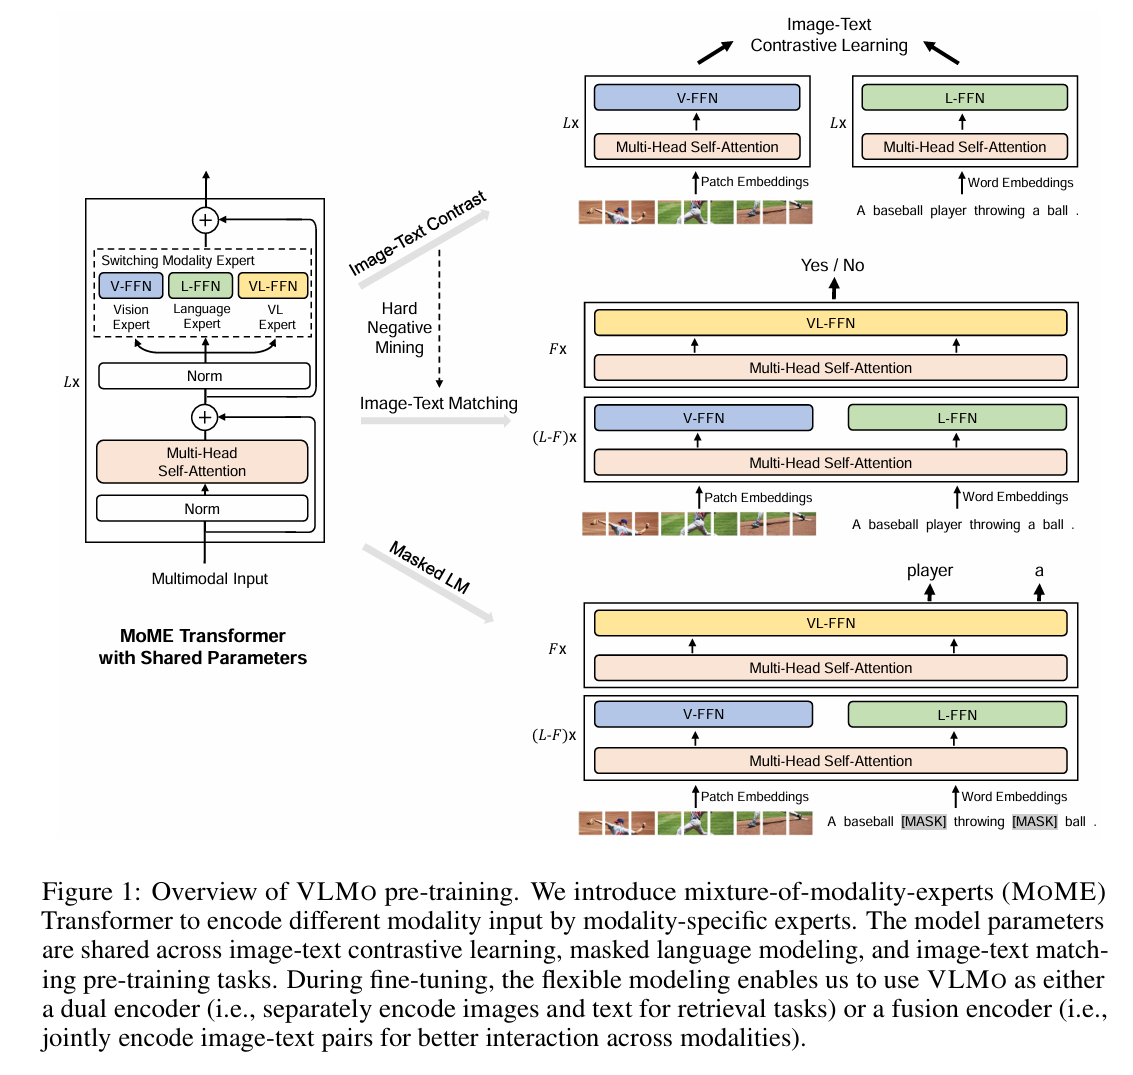 Image-Text
Contrastive Learning
V-FFN
L-FFN
Lx
Multi-Head Self-Attention
Lx
Multi-Head Self-Attention
Patch Embeddings
Word Embeddings
A baseball player throwing a ball .
Switching Modality Expert
V-FFN
L-FFN
VL-FFN
Vision
Expert
Language
Expert
VL
Expert
Norm
Lx
Multi-Head
Self-Attention
Norm
Multimodal Input
MoME Transformer
with Shared Parameters
Image-Text Contrast
Hard
Negative
Mining
Image-Text Matching
Masked LM
Yes / No
VL-FFN
Fx
Multi-Head Self-Attention
V-FFN
L-FFN
(L-F)x
Multi-Head Self-Attention
Patch Embeddings
Word Embeddings
A baseball player throwing a ball .
player
a
VL-FFN
Fx
Multi-Head Self-Attention
V-FFN
L-FFN
(L-F)x
Multi-Head Self-Attention
Patch Embeddings
Word Embeddings
A baseball [MASK] throwing [MASK] ball .
Figure 1: Overview of VLMO pre-training. We introduce mixture-of-modality-experts (MOME)
Transformer to encode different modality input by modality-specific experts. The model parameters
are shared across image-text contrastive learning, masked language modeling, and image-text match-
ing pre-training tasks. During fine-tuning, the flexible modeling enables us to use VLMO as either
a dual encoder (i.e., separately encode images and text for retrieval tasks) or a fusion encoder (i.e.,
jointly encode image-text pairs for better interaction across modalities).